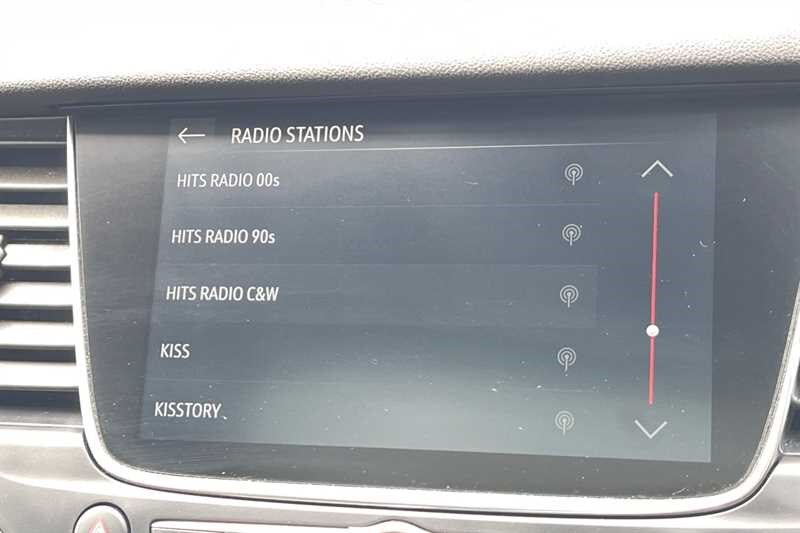 RADIO STATIONS
HITS RADIO 00s
HITS RADIO 90s
HITS RADIO C&W
KISS
KISSTORY